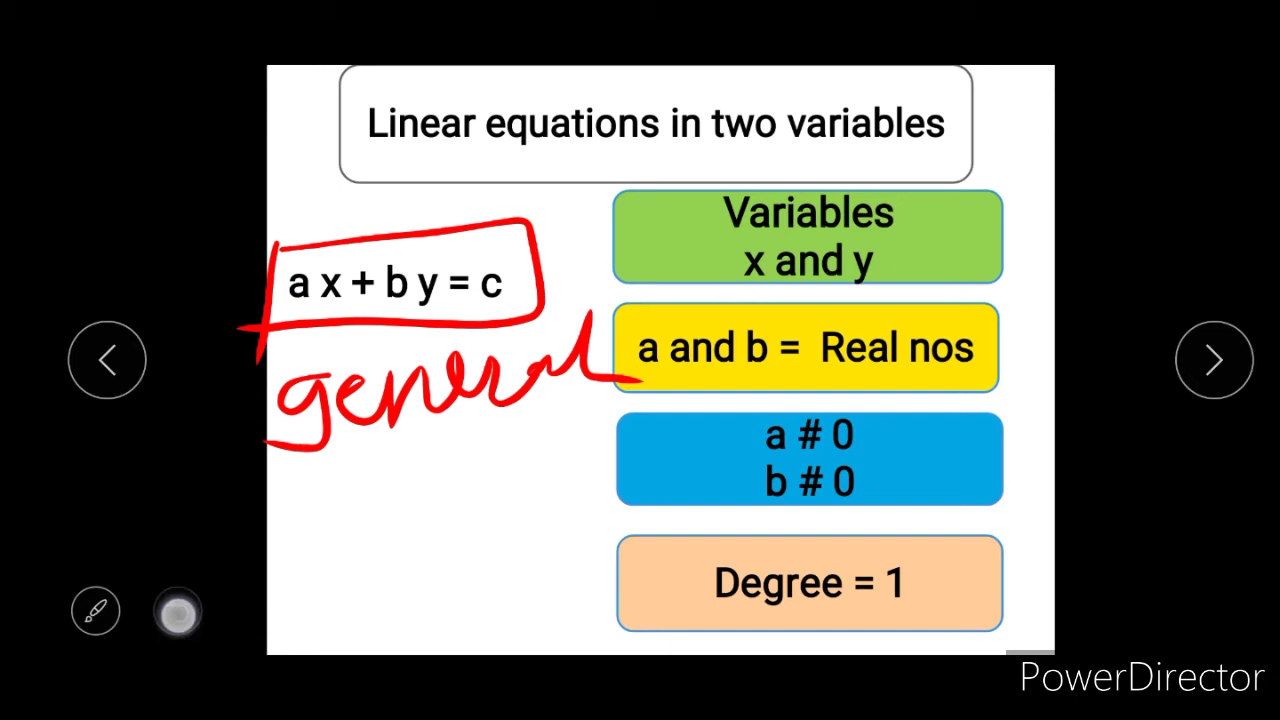 Linear equations in two variables
a x + b y = c
general
Variables
x and y
a and b = Real nos
a # 0
b # 0
Degree = 1
PowerDirector